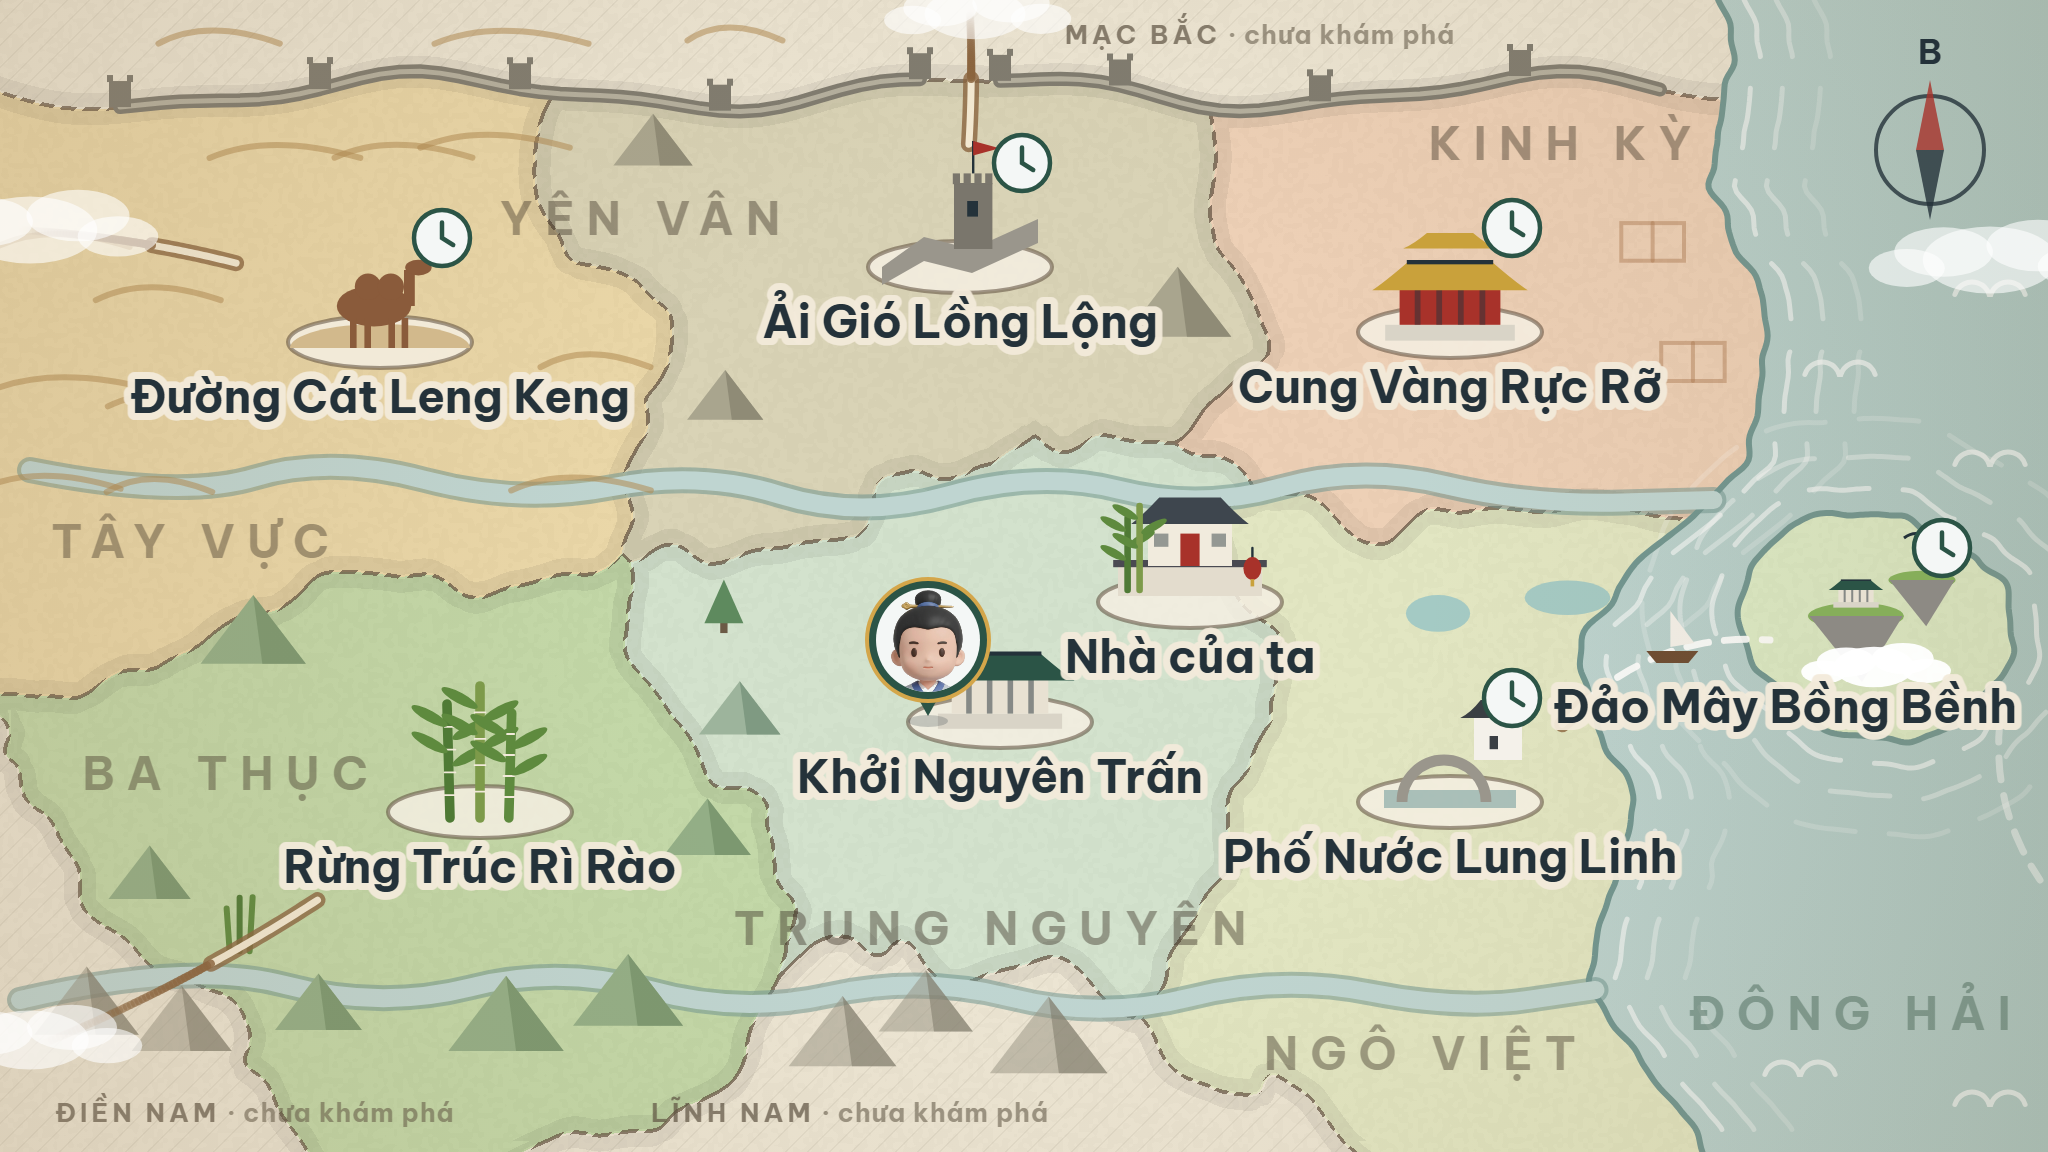 MẠC BẮC · chưa khám phá
B
KINH KỲ
YÊN VÂN
Ải Gió Lồng Lộng
Đường Cát Leng Keng
Cung Vàng Rực Rỡ
TÂY VỰC
Nhà của ta
Đảo Mây Bồng Bềnh
BA THỤC
Khởi Nguyên Trấn
Rừng Trúc Rì Rào
Phố Nước Lung Linh
TRUNG NGUYÊN
ĐÔNG HẢI
NGÔ VIỆT
ĐIỀN NAM · chưa khám phá
LĨNH NAM · chưa khám phá